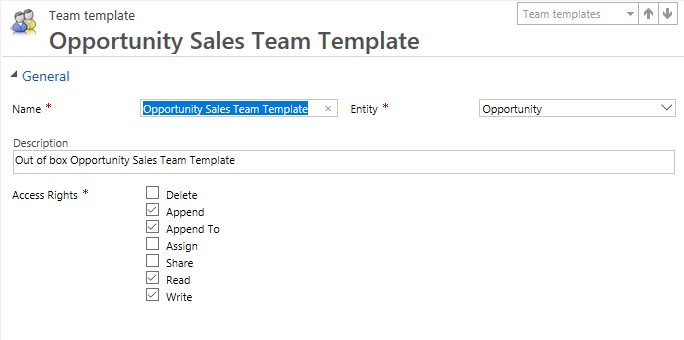 Team template
Team templates
Opportunity Sales Team Template
General
Name * Opportunity Sales Team Template × Entity * Opportunity
Description
Out of box Opportunity Sales Team Template
Access Rights * Delete
Append
Append To
Assign
Share
Read
Write